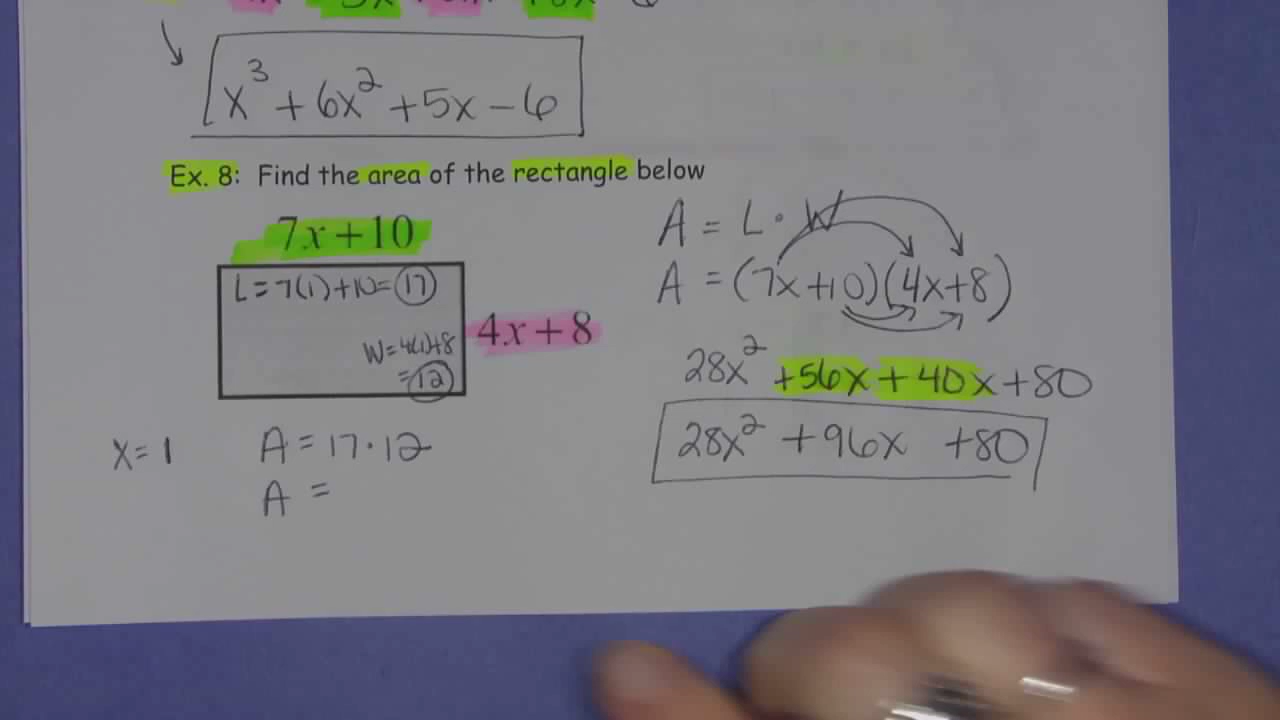 x³ + 6x² + 5x − 6
Ex. 8: Find the area of the rectangle below
7x + 10
L = 7(1) + 10 = 17
W = 4(1) + 8
= 12
4x + 8
x = 1
A = 17 · 12
A =
A = L · W
A = (7x + 10)(4x + 8)
28x² + 56x + 40x + 80
28x² + 96x + 80